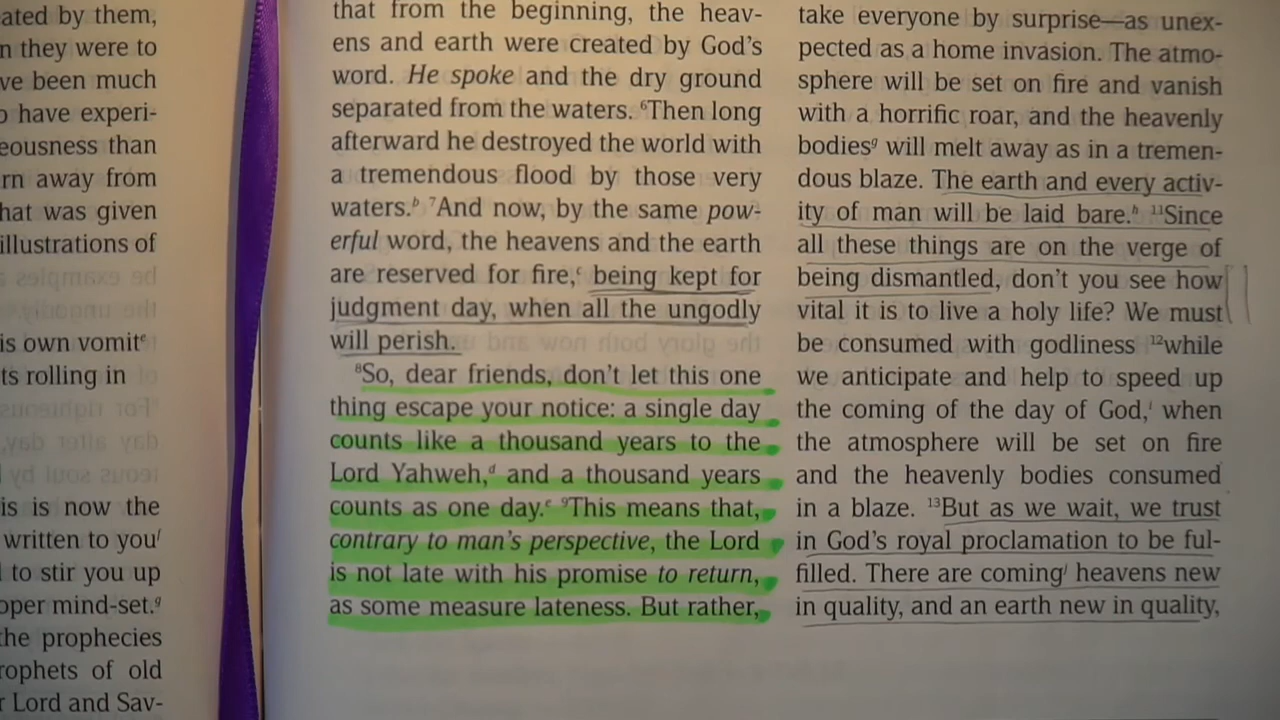 ated by them,
n they were to
ve been much
o have experi-
eousness than
rn away from
hat was given
illustrations of
is own vomitᵉ
ts rolling in
is is now the
written to youᶠ
to stir you up
oper mind-set.ᵍ
the prophecies
rophets of old
r Lord and Sav-
that from the beginning, the heav-
ens and earth were created by God's
word. He spoke and the dry ground
separated from the waters. ⁶Then long
afterward he destroyed the world with
a tremendous flood by those very
waters.ᵇ ⁷And now, by the same pow-
erful word, the heavens and the earth
are reserved for fire,ᶜ being kept for
judgment day, when all the ungodly
will perish.
⁸So, dear friends, don't let this one
thing escape your notice: a single day
counts like a thousand years to the
Lord Yahweh,ᵈ and a thousand years
counts as one day.ᵉ ⁹This means that,
contrary to man's perspective, the Lord
is not late with his promise to return,
as some measure lateness. But rather,
take everyone by surprise—as unex-
pected as a home invasion. The atmo-
sphere will be set on fire and vanish
with a horrific roar, and the heavenly
bodiesᵍ will melt away as in a tremen-
dous blaze. The earth and every activ-
ity of man will be laid bare.ʰ ¹¹Since
all these things are on the verge of
being dismantled, don't you see how
vital it is to live a holy life? We must
be consumed with godliness ¹²while
we anticipate and help to speed up
the coming of the day of God,ⁱ when
the atmosphere will be set on fire
and the heavenly bodies consumed
in a blaze. ¹³But as we wait, we trust
in God's royal proclamation to be ful-
filled. There are comingʲ heavens new
in quality, and an earth new in quality,